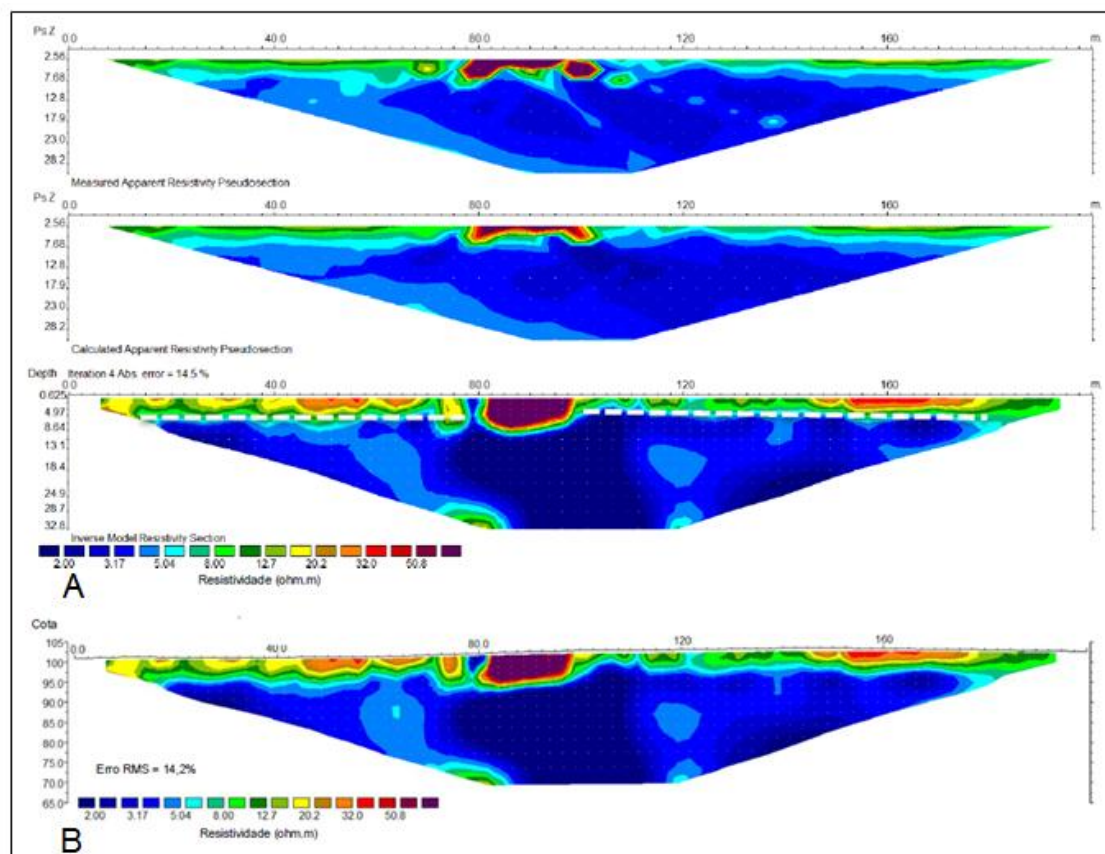 Ps.Z 0.0 40.0 80.0 120 160 m.
2.56
7.68
12.8
17.9
23.0
28.2
Measured Apparent Resistivity Pseudosection
Ps.Z 0.0 40.0 80.0 120 160 m.
2.56
7.68
12.8
17.9
23.0
28.2
Calculated Apparent Resistivity Pseudosection
Depth Iteration 4 Abs. error = 14.5 %
0.0 40.0 80.0 120 160 m.
0.625
4.97
8.64
13.1
18.4
24.9
28.7
32.8
Inverse Model Resistivity Section
2.00 3.17 5.04 8.00 12.7 20.2 32.0 50.8
Resistividade (ohm.m)
A
Cota
105 0.0 40.0 80.0 120 160
100
95.0
90.0
85.0
80.0
75.0
70.0
65.0
Erro RMS = 14,2%
2.00 3.17 5.04 8.00 12.7 20.2 32.0 50.8
Resistividade (ohm.m)
B